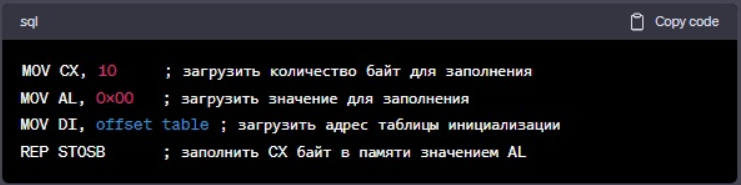 sql Copy code
MOV CX, 10 ; загрузить количество байт для заполнения
MOV AL, 0x00 ; загрузить значение для заполнения
MOV DI, offset table ; загрузить адрес таблицы инициализации
REP STOSB ; заполнить CX байт в памяти значением AL